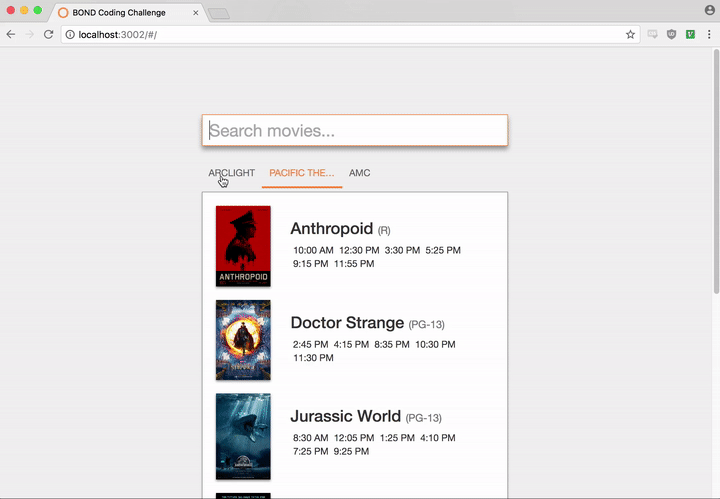 BOND Coding Challenge
localhost:3002/#/
Search movies...
ARCLIGHT PACIFIC THE... AMC
Anthropoid (R)
10:00 AM 12:30 PM 3:30 PM 5:25 PM
9:15 PM 11:55 PM
ANTHROPOID
Doctor Strange (PG-13)
2:45 PM 4:15 PM 8:35 PM 10:30 PM
11:30 PM
Jurassic World (PG-13)
8:30 AM 12:05 PM 1:25 PM 4:10 PM
7:25 PM 9:25 PM